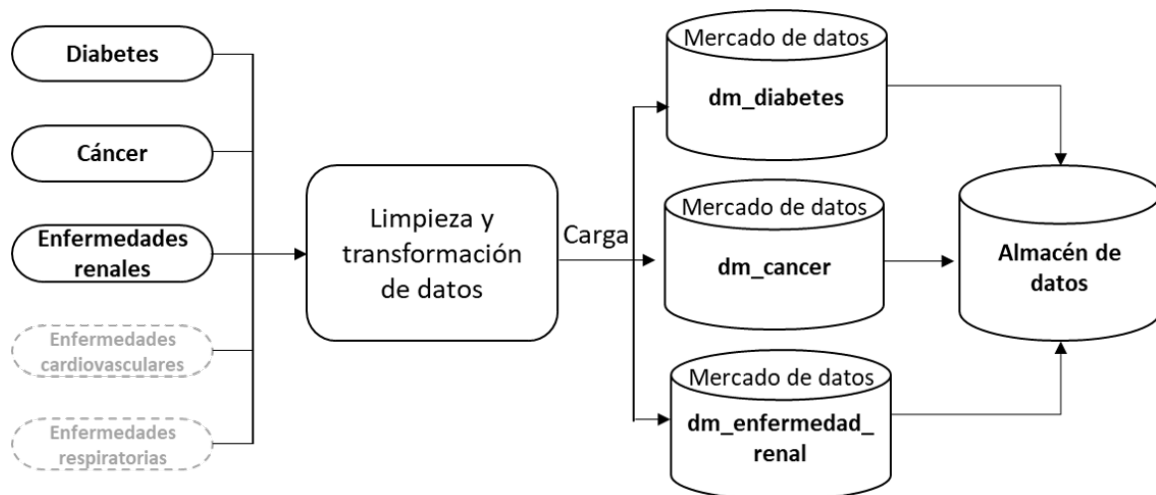 Diabetes
Cáncer
Enfermedades
renales
Enfermedades
cardiovasculares
Enfermedades
respiratorias
Limpieza y
transformación
de datos
Carga
Mercado de datos
dm_diabetes
Mercado de datos
dm_cancer
Mercado de datos
dm_enfermedad_
renal
Almacén de
datos